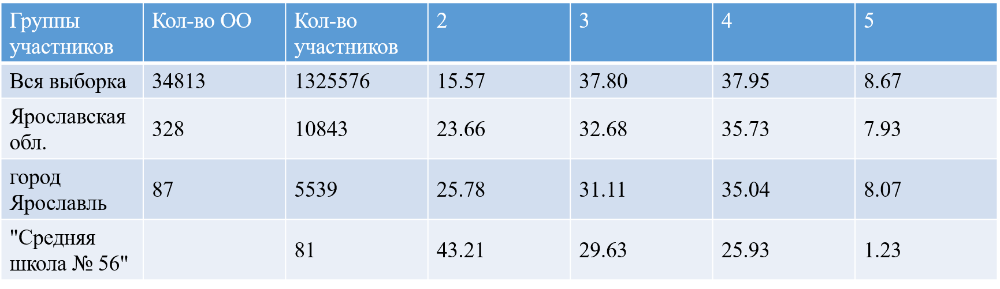 Группы участников Кол-во ОО Кол-во участников 2 3 4 5
Вся выборка 34813 1325576 15.57 37.80 37.95 8.67
Ярославская обл. 328 10843 23.66 32.68 35.73 7.93
город Ярославль 87 5539 25.78 31.11 35.04 8.07
"Средняя школа № 56" 81 43.21 29.63 25.93 1.23